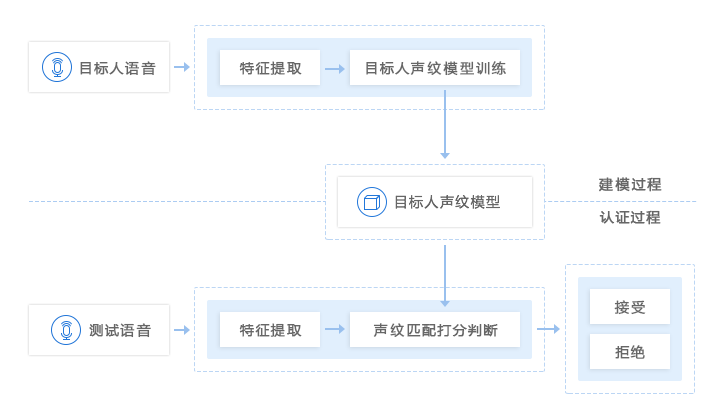 目标人语音
特征提取
目标人声纹模型训练
目标人声纹模型
建模过程
认证过程
测试语音
特征提取
声纹匹配打分判断
接受
拒绝